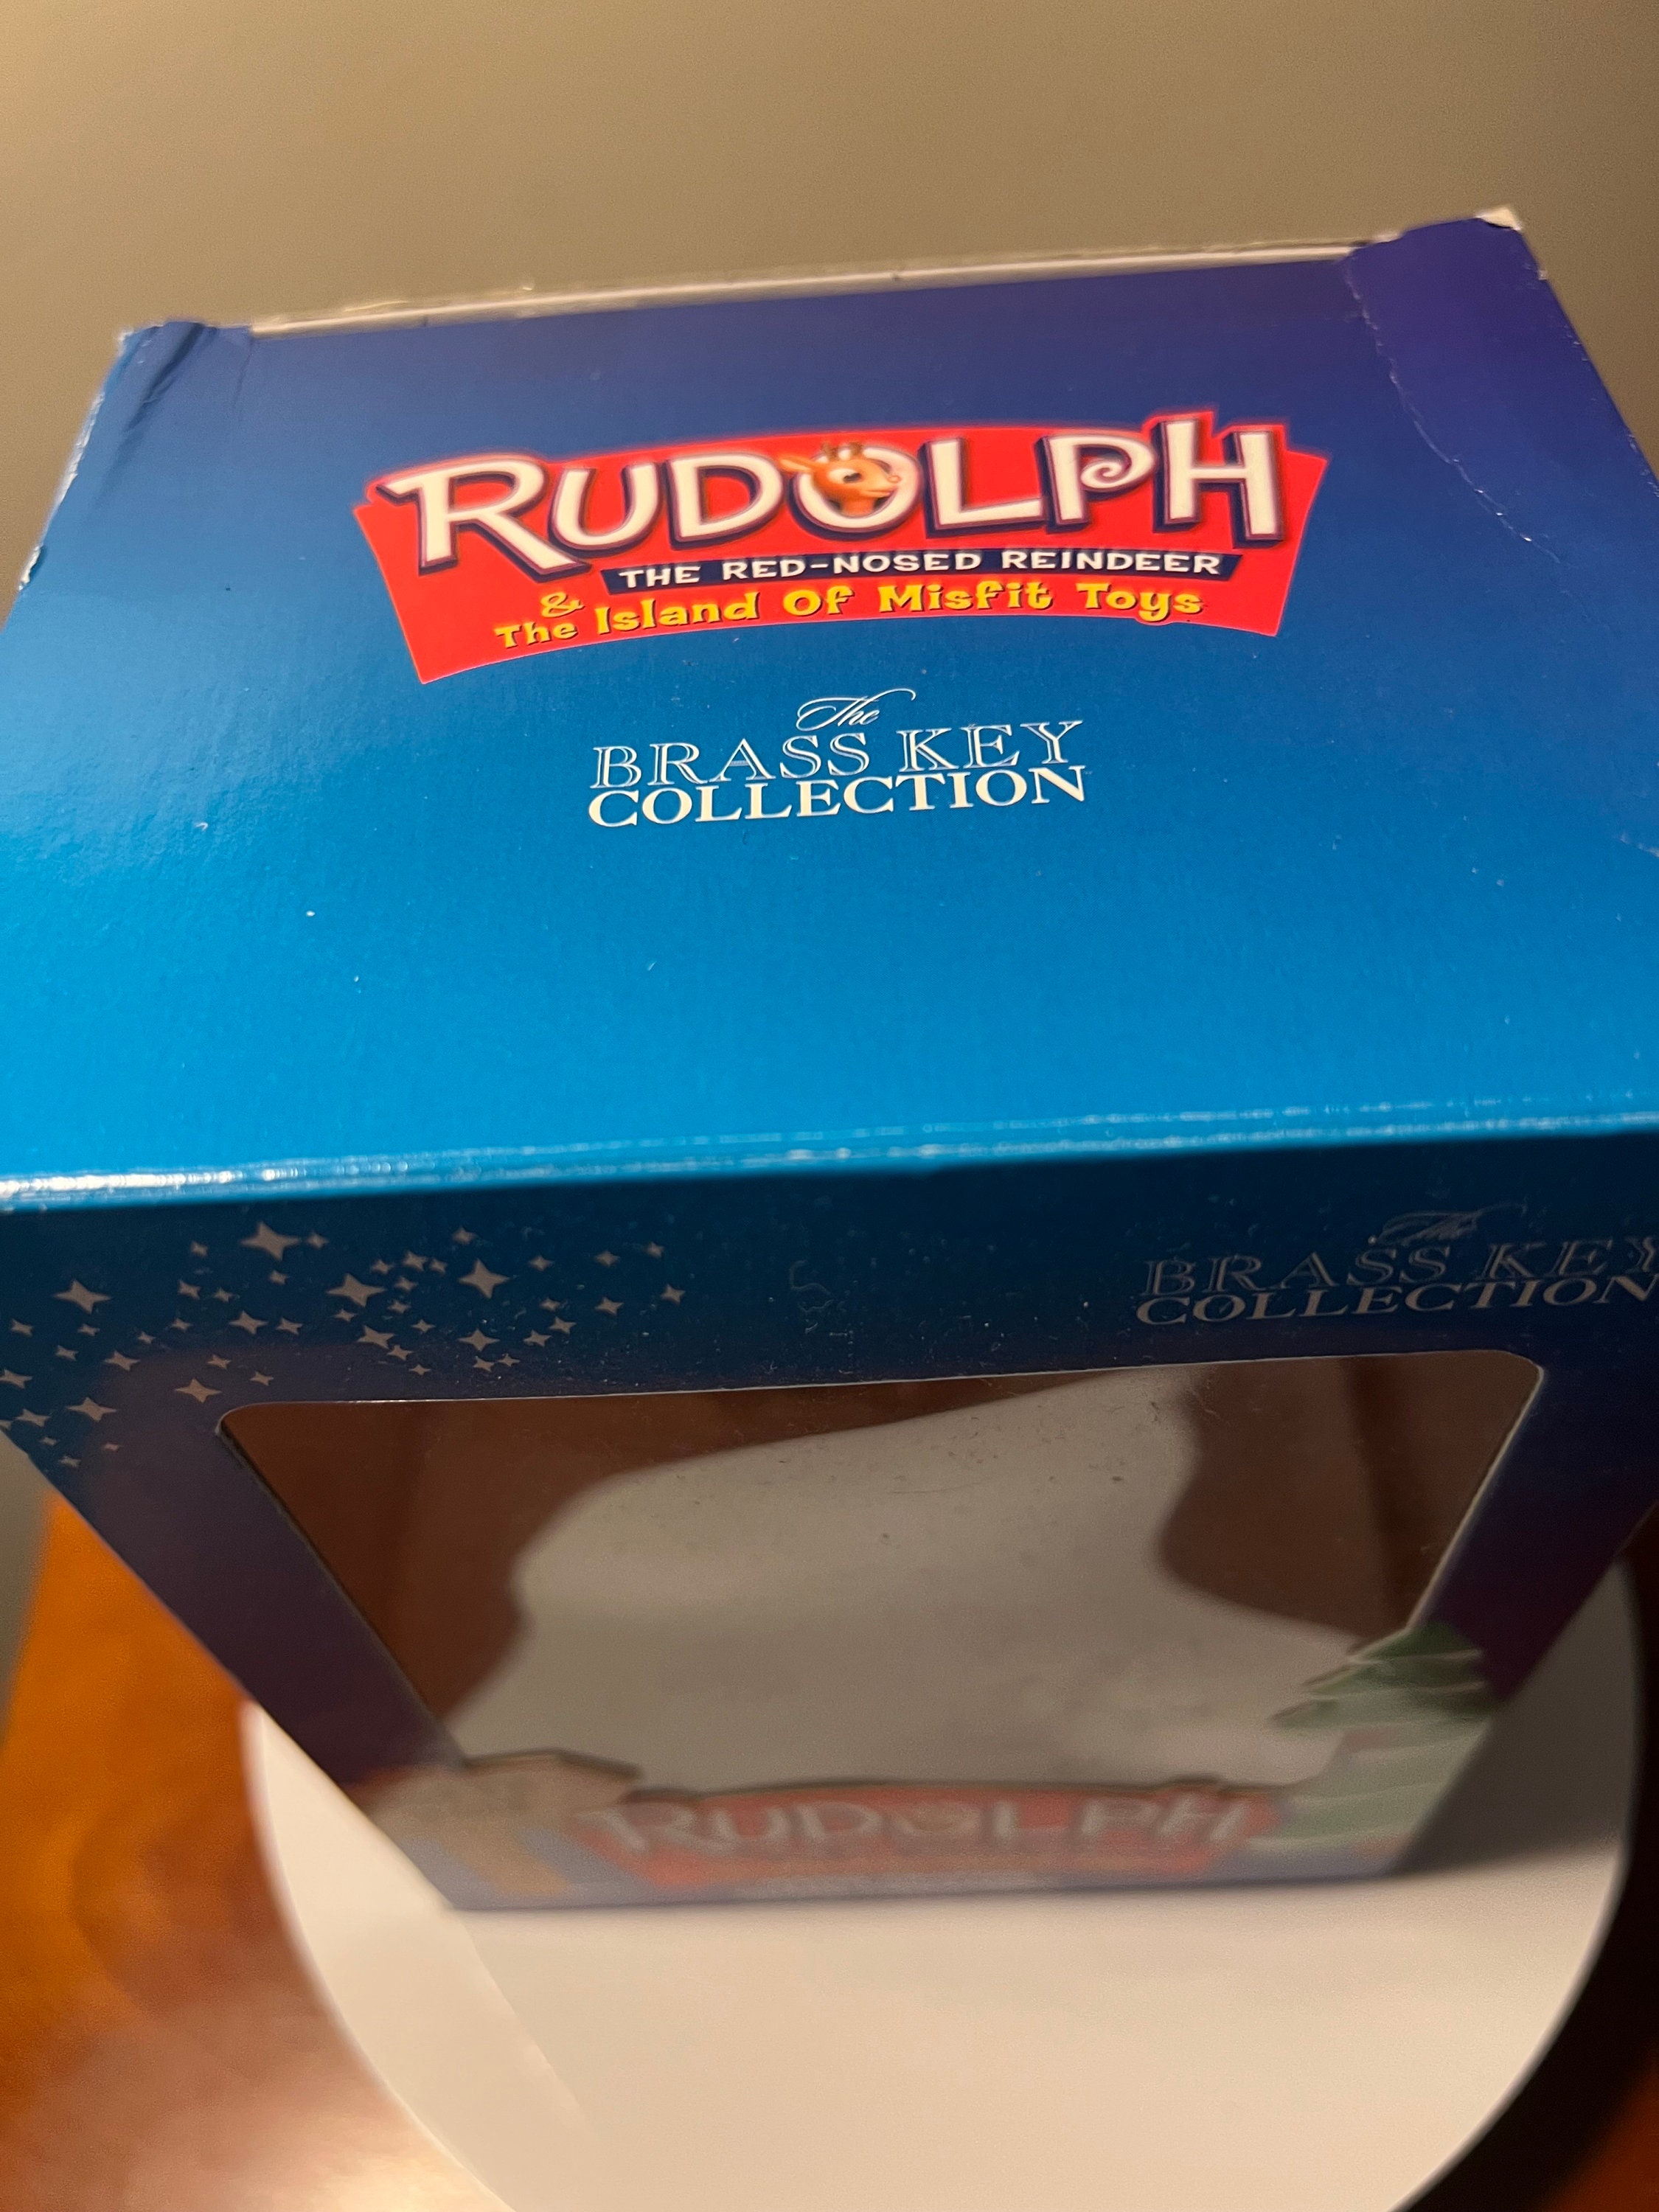 RUDOLPH
THE RED-NOSED REINDEER
& The Island Of Misfit Toys
The
BRASS KEY
COLLECTION
The
BRASS KEY
COLLECTION
RUDOLPH